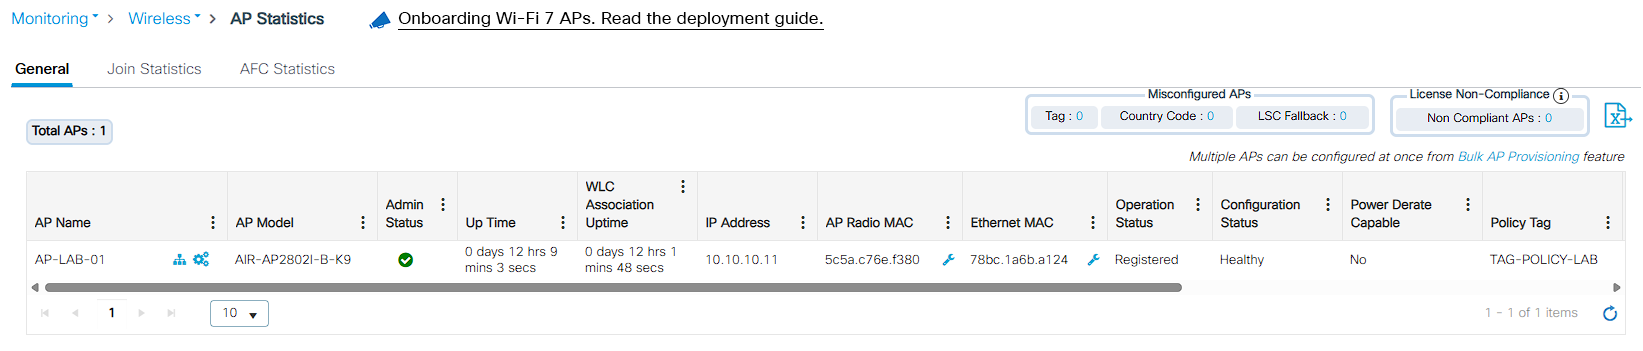 Monitoring > Wireless > AP Statistics Onboarding Wi-Fi 7 APs. Read the deployment guide.
General Join Statistics AFC Statistics
Misconfigured APs License Non-Compliance
Total APs : 1 Tag : 0 Country Code : 0 LSC Fallback : 0 Non Compliant APs : 0
Multiple APs can be configured at once from Bulk AP Provisioning feature
AP Name AP Model Admin Status Up Time WLC Association Uptime IP Address AP Radio MAC Ethernet MAC Operation Status Configuration Status Power Derate Capable Policy Tag
AP-LAB-01 AIR-AP2802I-B-K9 0 days 12 hrs 9 mins 3 secs 0 days 12 hrs 1 mins 48 secs 10.10.10.11 5c5a.c76e.f380 78bc.1a6b.a124 Registered Healthy No TAG-POLICY-LAB
1 10 1 - 1 of 1 items